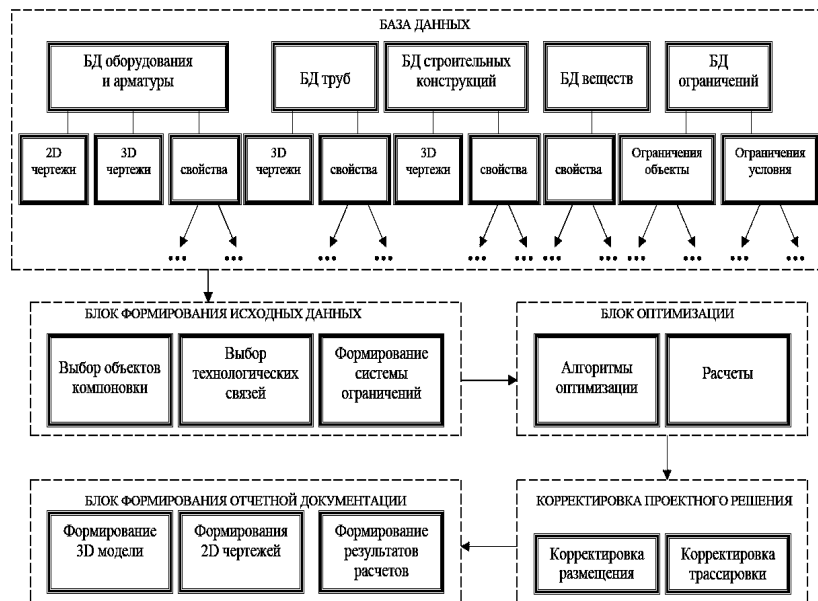 БАЗА ДАННЫХ
БД оборудования
и арматуры
БД труб
БД строительных
конструкций
БД веществ
БД
ограничений
2D
чертежи
3D
чертежи
свойства
3D
чертежи
свойства
3D
чертежи
свойства
свойства
Ограничения
объекты
Ограничения
условия
... ... ... ... ... ... ... ... ... ... ... ...
БЛОК ФОРМИРОВАНИЯ ИСХОДНЫХ ДАННЫХ
Выбор объектов
компоновки
Выбор
технологических
связей
Формирование
системы
ограничений
БЛОК ОПТИМИЗАЦИИ
Алгоритмы
оптимизации
Расчеты
БЛОК ФОРМИРОВАНИЯ ОТЧЕТНОЙ ДОКУМЕНТАЦИИ
Формирование
3D модели
Формирования
2D чертежей
Формирование
результатов
расчетов
КОРРЕКТИРОВКА ПРОЕКТНОГО РЕШЕНИЯ
Корректировка
размещения
Корректировка
трассировки